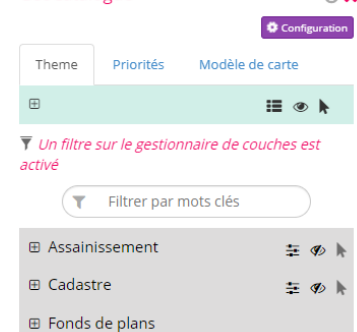 Configuration
Theme Priorités Modèle de carte
Un filtre sur le gestionnaire de couches est
activé
Filtrer par mots clés
Assainissement
Cadastre
Fonds de plans